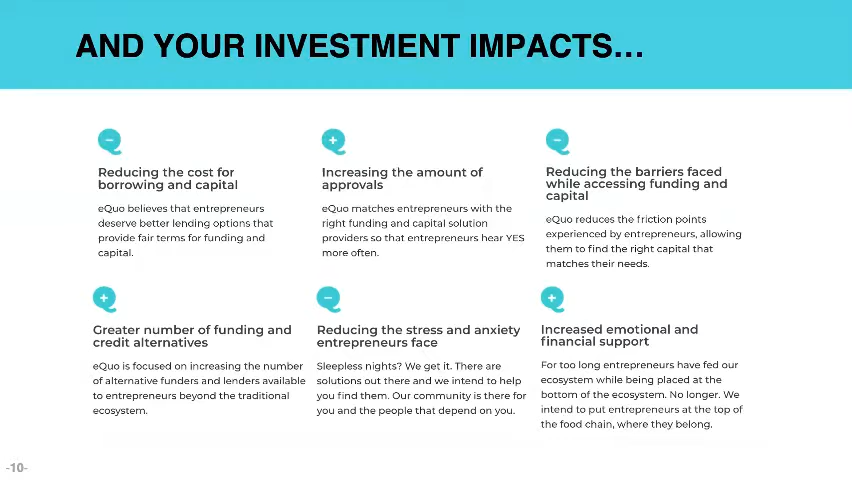 AND YOUR INVESTMENT IMPACTS...
Reducing the cost for
borrowing and capital
eQuo believes that entrepreneurs
deserve better lending options that
provide fair terms for funding and
capital.
Increasing the amount of
approvals
eQuo matches entrepreneurs with the
right funding and capital solution
providers so that entrepreneurs hear YES
more often.
Reducing the barriers faced
while accessing funding and
capital
eQuo reduces the friction points
experienced by entrepreneurs, allowing
them to find the right capital that
matches their needs.
Greater number of funding and
credit alternatives
eQuo is focused on increasing the number
of alternative funders and lenders available
to entrepreneurs beyond the traditional
ecosystem.
Reducing the stress and anxiety
entrepreneurs face
Sleepless nights? We get it. There are
solutions out there and we intend to help
you find them. Our community is there for
you and the people that depend on you.
Increased emotional and
financial support
For too long entrepreneurs have fed our
ecosystem while being placed at the
bottom of the ecosystem. No longer. We
intend to put entrepreneurs at the top of
the food chain, where they belong.
-10-